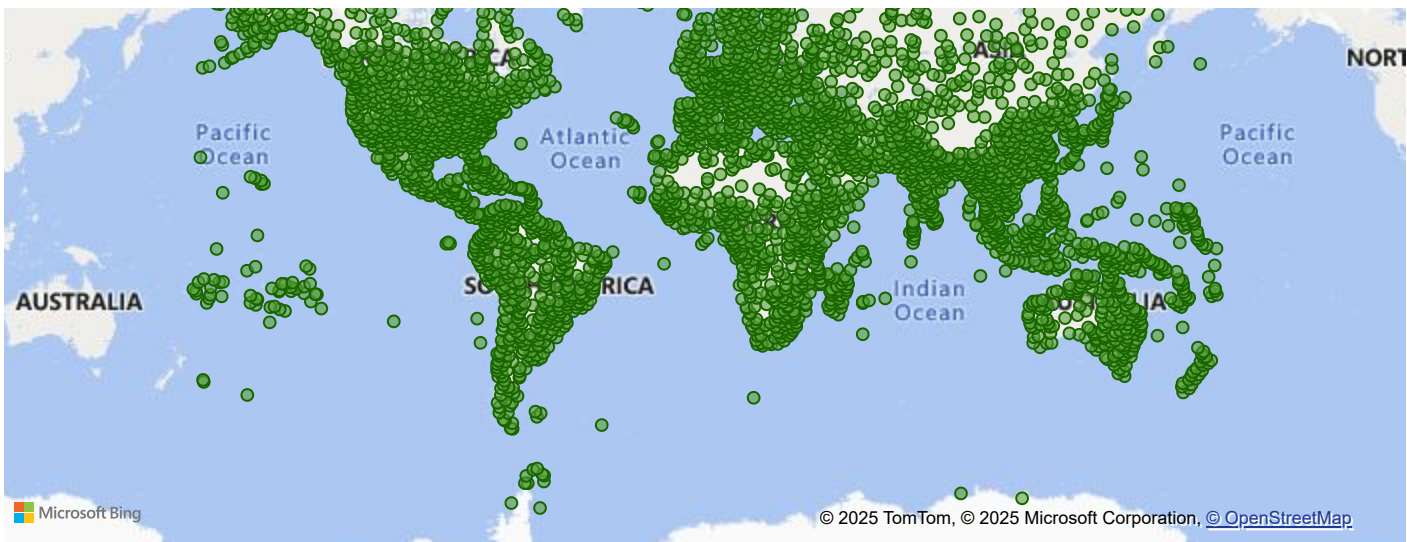 NORT
Pacific
Ocean
Atlantic
Ocean
Pacific
Ocean
AUSTRALIA
Indian
Ocean
Microsoft Bing
© 2025 TomTom, © 2025 Microsoft Corporation, © OpenStreetMap